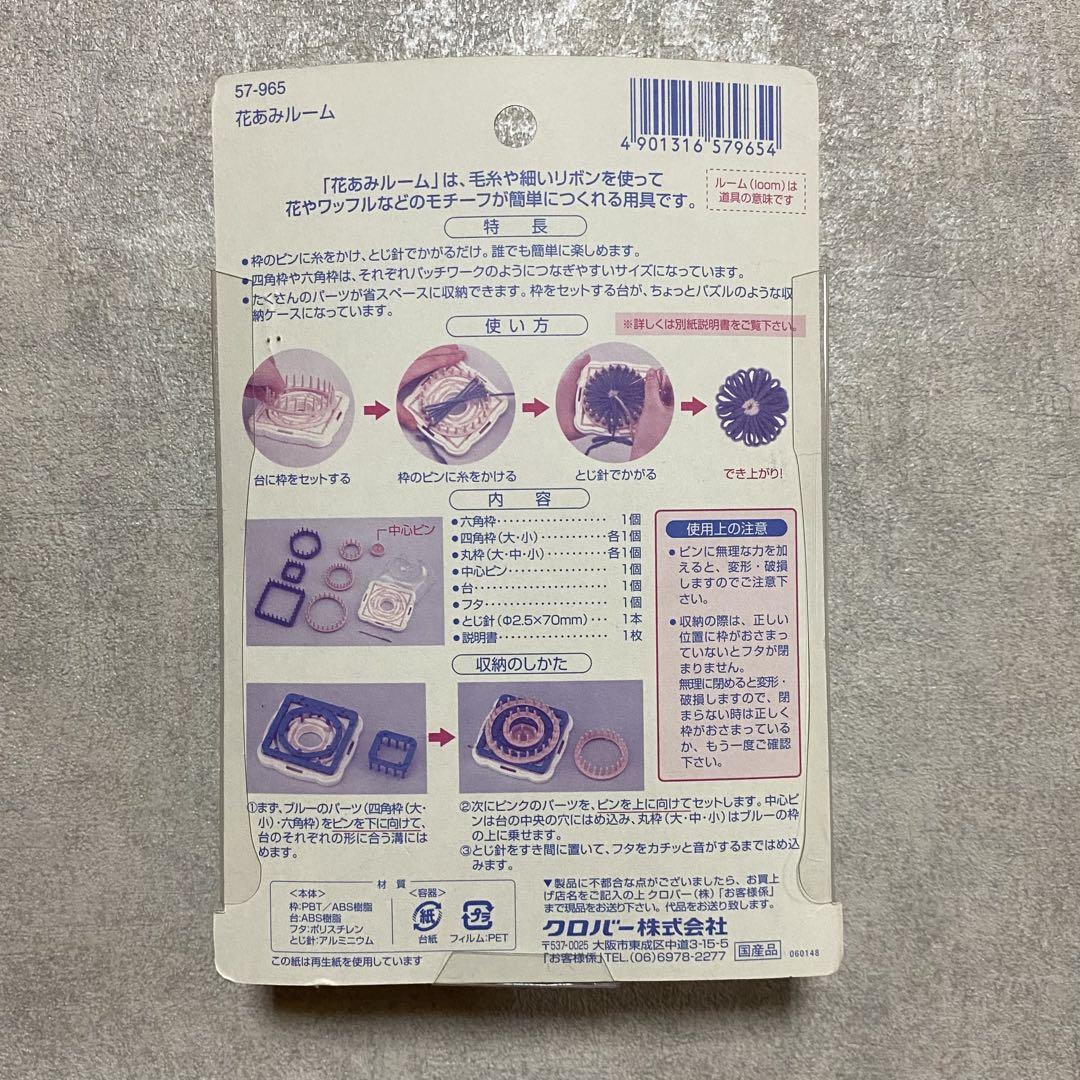 57-965
花あみルーム
4 901316 579654
「花あみルーム」は、毛糸や細いリボンを使って
花やワッフルなどのモチーフが簡単につくれる用具です。
ルーム(loom)は
道具の意味です
特長
●枠のピンに糸をかけ、とじ針でかがるだけ。誰でも簡単に楽しめます。
●四角枠や六角枠は、それぞれパッチワークのようにつなぎやすいサイズになっています。
●たくさんのパーツが省スペースに収納できます。枠をセットする台が、ちょっとパズルのような収
納ケースになっています。
使い方
※詳しくは別紙説明書をご覧下さい。
台に枠をセットする
枠のピンに糸をかける
とじ針でかがる
でき上がり!
内容
中心ピン
●六角枠・・・・・・・・・・・・・・・・・・1個
●四角枠(大・小)・・・・・・・・・・・各1個
●丸枠(大・中・小)・・・・・・・・・・各1個
●中心ピン・・・・・・・・・・・・・・・・1個
●台・・・・・・・・・・・・・・・・・・・・・・1個
●フタ・・・・・・・・・・・・・・・・・・・・1個
●とじ針(Φ2.5×70mm)・・・1本
●説明書・・・・・・・・・・・・・・・・・・1枚
使用上の注意
●ピンに無理な力を加
えると、変形・破損
しますのでご注意下
さい。
●収納の際は、正しい
位置に枠がおさまっ
ていないとフタが閉
まりません。
無理に閉めると変形・
破損しますので、閉
まらない時は正しく
枠がおさまっている
か、もう一度ご確認
下さい。
収納のしかた
①まず、ブルーのパーツ(四角枠(大・
小)・六角枠)をピンを下に向けて、
台のそれぞれの形に合う溝には
めます。
②次にピンクのパーツを、ピンを上に向けてセットします。中心ピ
ンは台の中央の穴にはめ込み、丸枠(大・中・小)はブルーの枠
の上に乗せます。
③とじ針をすき間に置いて、フタをカチッと音がするまではめ込
みます。
材質
<本体>
枠:PBT/ABS樹脂
台:ABS樹脂
フタ:ポリスチレン
とじ針:アルミニウム
<容器>
紙
台紙
プラ
フィルム:PET
この紙は再生紙を使用しています
▼製品に不都合な点がございましたら、お買上
げ店名をご記入の上クロバー(株)「お客様係」
まで現品をお送り下さい。代品をお送り致します。
クロバー株式会社
〒537-0025 大阪市東成区中道3-15-5
「お客様係」TEL.(06)6978-2277
国産品
060148